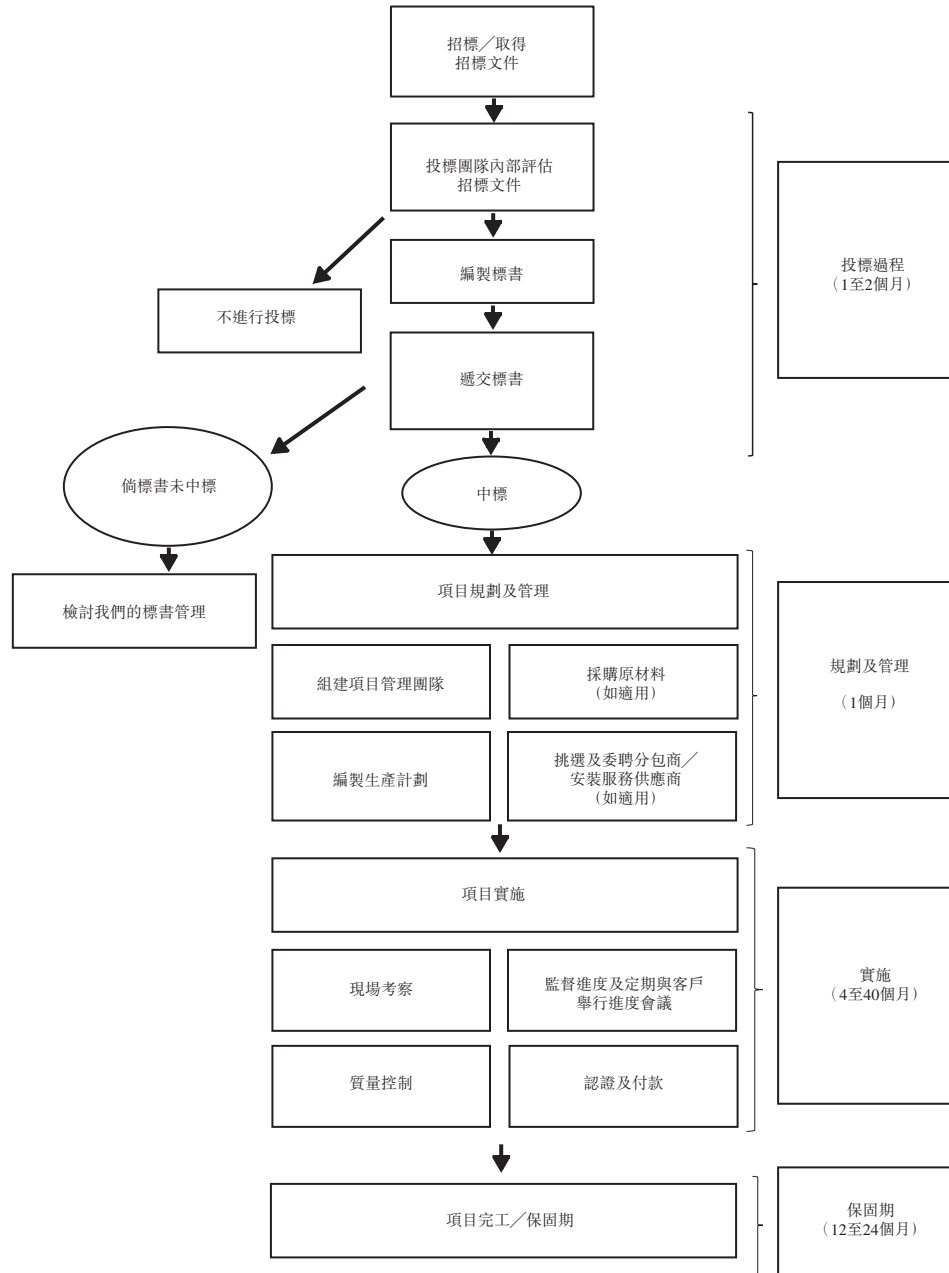 招標／取得
招標文件
投標團隊內部評估
招標文件
編製標書
不進行投標
遞交標書
投標過程
（1至2個月）
倘標書未中標
中標
檢討我們的標書管理
項目規劃及管理
組建項目管理團隊
採購原材料
（如適用）
編製生產計劃
挑選及委聘分包商／
安裝服務供應商
（如適用）
規劃及管理
（1個月）
項目實施
現場考察
監督進度及定期與客戶
舉行進度會議
質量控制
認證及付款
實施
（4至40個月）
項目完工／保固期
保固期
（12至24個月）